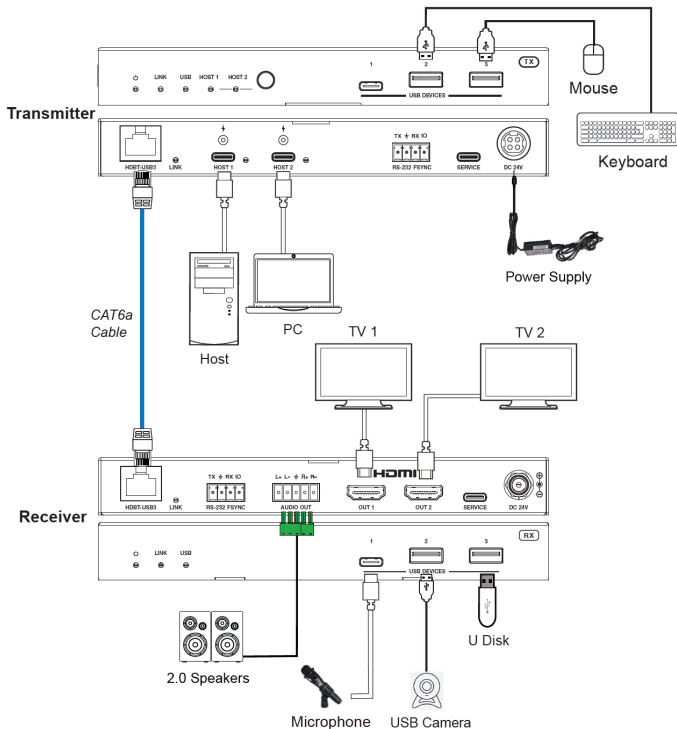 TX
LINK USB HOST 1 HOST 2
1 2 3
USB DEVICES
Mouse
Transmitter
TX RX IO
HDBT-USB3 LINK HOST 1 HOST 2 RS-232 FSYNC SERVICE DC 24V
Keyboard
Power Supply
CAT6a
Cable
Host
PC
TV 1
TV 2
HDMI
TX RX IO L+ L- R+ R-
HDBT-USB3 LINK RS-232 FSYNC AUDIO OUT OUT 1 OUT 2 SERVICE DC 24V
Receiver
RX
LINK USB
1 2 3
USB DEVICES
U Disk
2.0 Speakers
Microphone
USB Camera